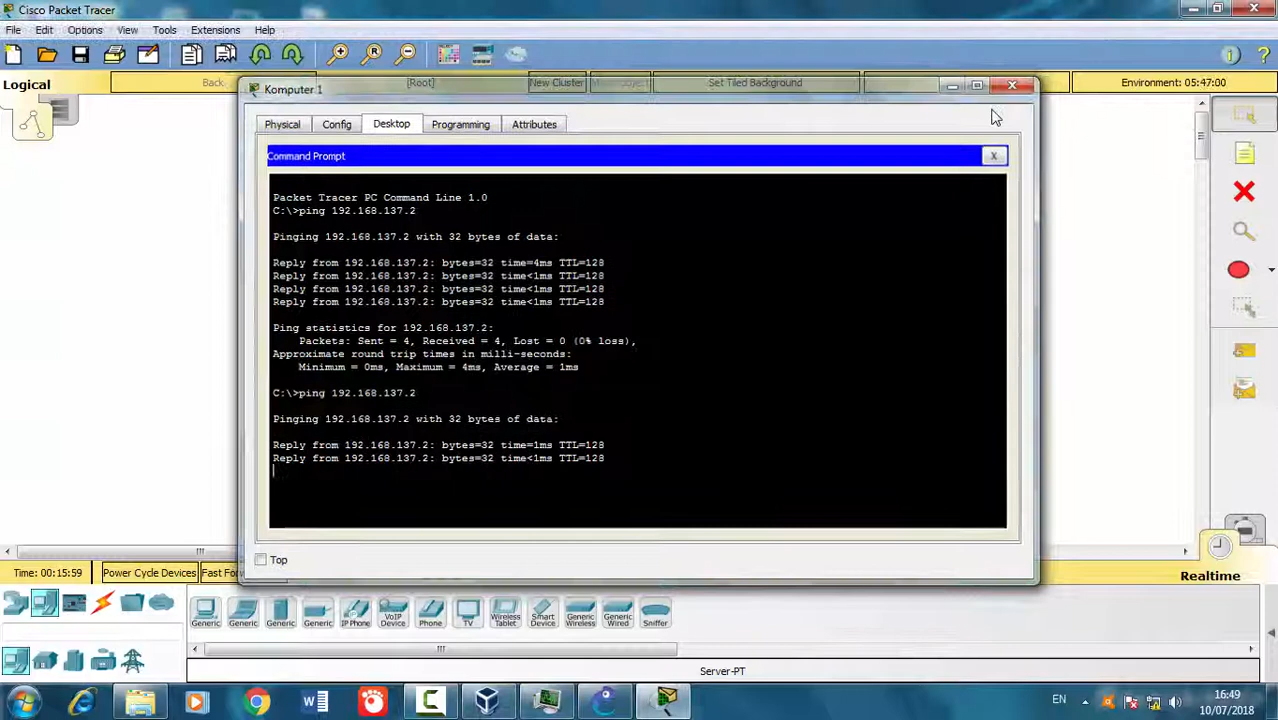 Cisco Packet Tracer
File Edit Options View Tools Extensions Help
Logical
Back
[Root]
New Cluster
Set Tiled Background
Environment: 05:47:00
Komputer 1
Physical Config Desktop Programming Attributes
Command Prompt
X
Packet Tracer PC Command Line 1.0
C:\>ping 192.168.137.2
Pinging 192.168.137.2 with 32 bytes of data:
Reply from 192.168.137.2: bytes=32 time=4ms TTL=128
Reply from 192.168.137.2: bytes=32 time<1ms TTL=128
Reply from 192.168.137.2: bytes=32 time<1ms TTL=128
Reply from 192.168.137.2: bytes=32 time<1ms TTL=128
Ping statistics for 192.168.137.2:
Packets: Sent = 4, Received = 4, Lost = 0 (0% loss),
Approximate round trip times in milli-seconds:
Minimum = 0ms, Maximum = 4ms, Average = 1ms
C:\>ping 192.168.137.2
Pinging 192.168.137.2 with 32 bytes of data:
Reply from 192.168.137.2: bytes=32 time=1ms TTL=128
Reply from 192.168.137.2: bytes=32 time<1ms TTL=128
Top
Time: 00:15:59
Power Cycle Devices
Fast For
Realtime
Generic Generic Generic Generic IP Phone VoIP Device Phone TV Wireless Tablet Smart Device Generic Wireless Generic Wired Sniffer
Server-PT
EN
16:49
10/07/2018